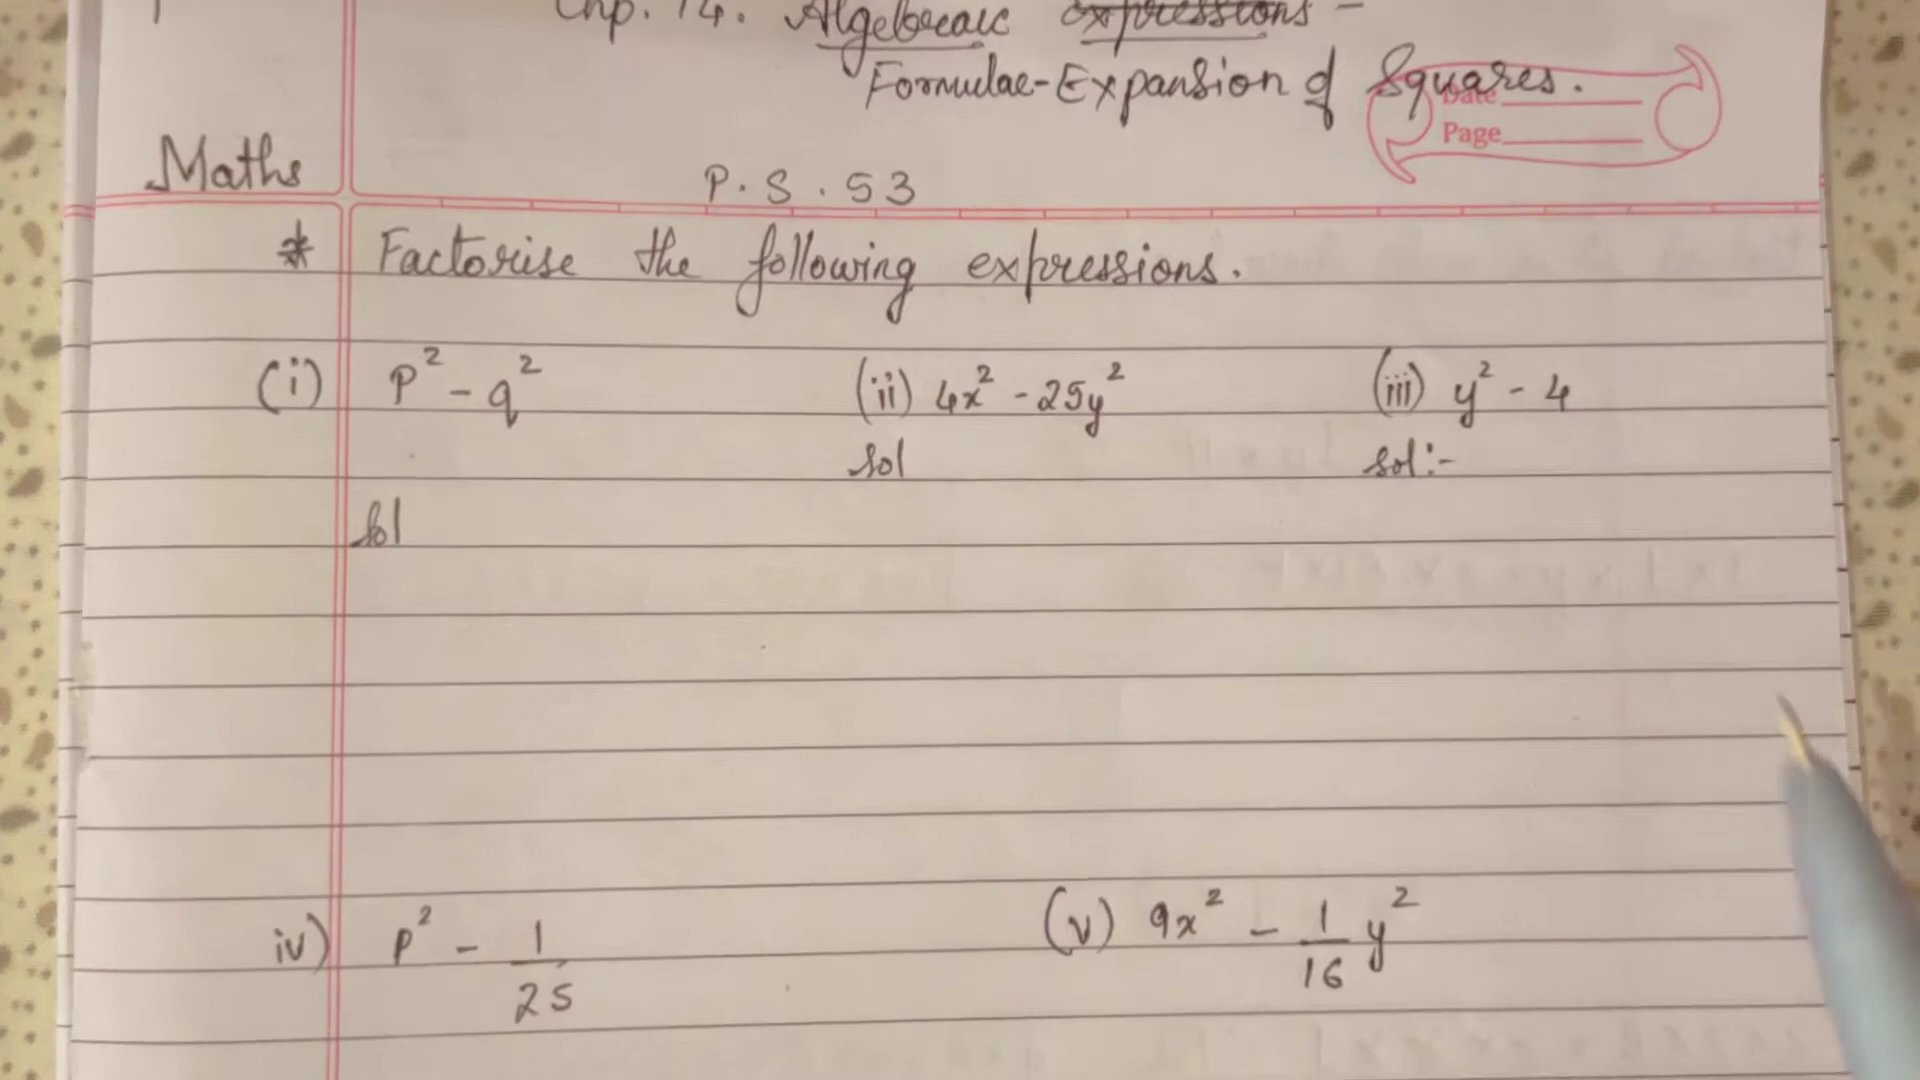 Chp. 14. Algebraic expressions -
Formulae-Expansion of Squares.
Date
Page
Maths
P.S.53
* Factorise the following expressions.
(i) p² - q² (ii) 4x² - 25y² (iii) y² - 4
sol sol:-
sol
iv) p² - 1/25 (v) 9x² - 1/16 y²